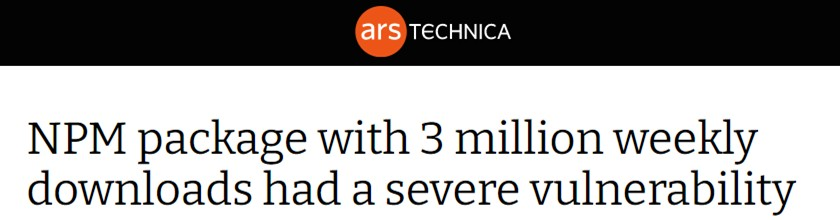 ars TECHNICA
NPM package with 3 million weekly
downloads had a severe vulnerability